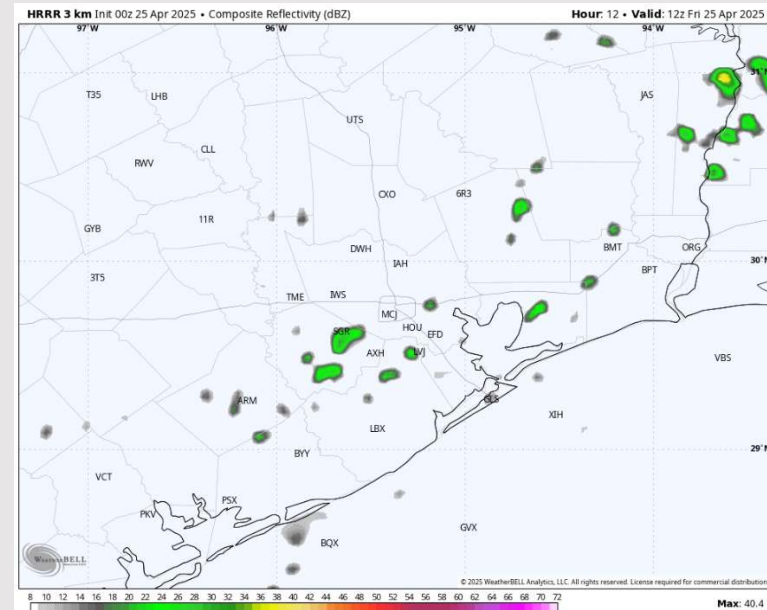 HRRR 3 km Init 00z 25 Apr 2025 • Composite Reflectivity (dBZ) Hour: 12 • Valid: 12z Fri 25 Apr 2025
97°W 96°W 95°W 94°W
31°N
T35 LHB JAS
UTS
CLL
RWV
CXO 6R3
11R
GYB
DWH BMT ORG
IAH
3T5 BPT
TME IWS
MCJ
HOU
SGR EFD
AXH LVJ
VBS
ARM GLS
XIH
LBX
BYY 29°N
VCT
PSX
PKV
GVX
BQX
30°N
WeatherBELL
© 2025 WeatherBELL Analytics, LLC. All rights reserved. License required for commercial distribution.
8 10 12 14 16 18 20 22 24 26 28 30 32 34 36 38 40 42 44 46 48 50 52 54 56 58 60 62 64 66 68 70 72
Max: 40.4